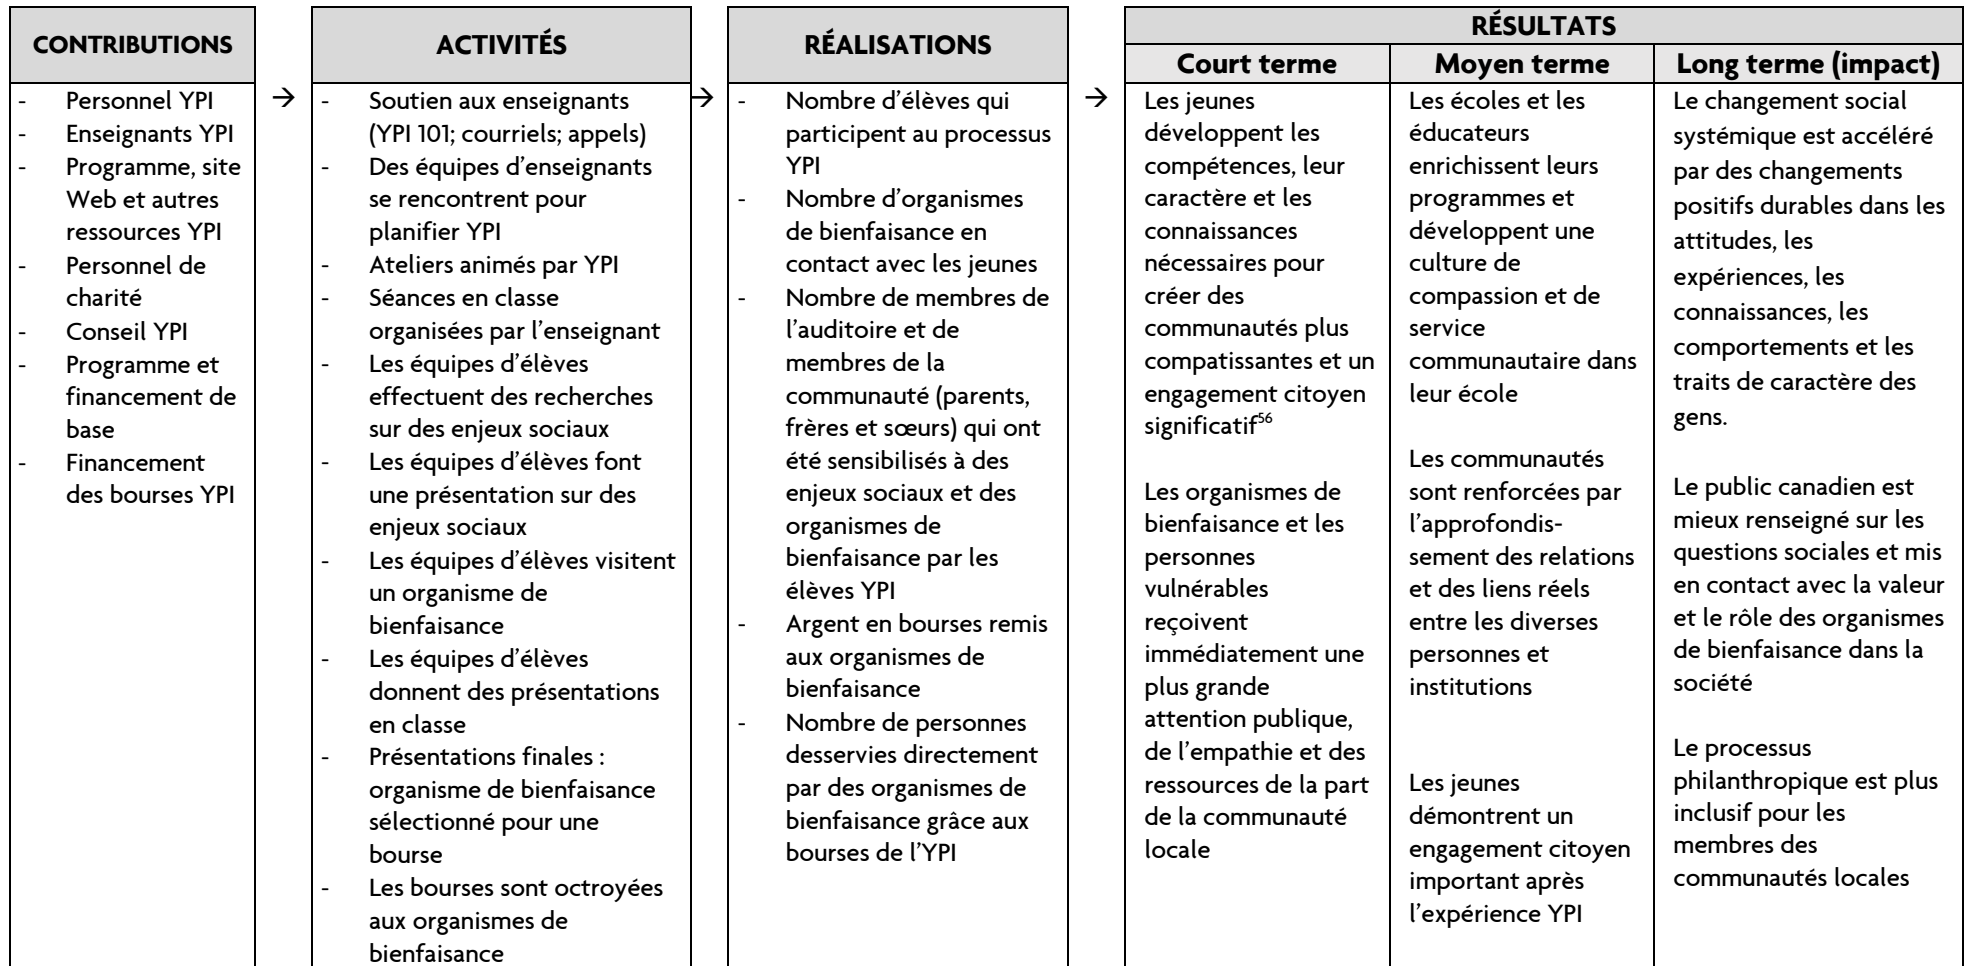 CONTRIBUTIONS
- Personnel YPI
- Enseignants YPI
- Programme, site
Web et autres
ressources YPI
- Personnel de
charité
- Conseil YPI
- Programme et
financement de
base
- Financement
des bourses YPI
→
ACTIVITÉS
- Soutien aux enseignants
(YPI 101; courriels; appels)
- Des équipes d’enseignants
se rencontrent pour
planifier YPI
- Ateliers animés par YPI
- Séances en classe
organisées par l’enseignant
- Les équipes d’élèves
effectuent des recherches
sur des enjeux sociaux
- Les équipes d’élèves font
une présentation sur des
enjeux sociaux
- Les équipes d’élèves visitent
un organisme de
bienfaisance
- Les équipes d’élèves
donnent des présentations
en classe
- Présentations finales :
organisme de bienfaisance
sélectionné pour une
bourse
- Les bourses sont octroyées
aux organismes de
bienfaisance
→
RÉALISATIONS
- Nombre d’élèves qui
participent au processus
YPI
- Nombre d’organismes
de bienfaisance en
contact avec les jeunes
- Nombre de membres de
l’auditoire et de
membres de la
communauté (parents,
frères et sœurs) qui ont
été sensibilisés à des
enjeux sociaux et des
organismes de
bienfaisance par les
élèves YPI
- Argent en bourses remis
aux organismes de
bienfaisance
- Nombre de personnes
desservies directement
par des organismes de
bienfaisance grâce aux
bourses de l’YPI
→
RÉSULTATS
Court terme
Les jeunes
développent les
compétences, leur
caractère et les
connaissances
nécessaires pour
créer des
communautés plus
compatissantes et un
engagement citoyen
significatif⁵⁶
Les organismes de
bienfaisance et les
personnes
vulnérables
reçoivent
immédiatement une
plus grande
attention publique,
de l’empathie et des
ressources de la part
de la communauté
locale
Moyen terme
Les écoles et les
éducateurs
enrichissent leurs
programmes et
développent une
culture de
compassion et de
service
communautaire dans
leur école
Les communautés
sont renforcées par
l’approfondis-
sement des relations
et des liens réels
entre les diverses
personnes et
institutions
Les jeunes
démontrent un
engagement citoyen
important après
l’expérience YPI
Long terme (impact)
Le changement social
systémique est accéléré
par des changements
positifs durables dans les
attitudes, les
expériences, les
connaissances, les
comportements et les
traits de caractère des
gens.
Le public canadien est
mieux renseigné sur les
questions sociales et mis
en contact avec la valeur
et le rôle des organismes
de bienfaisance dans la
société
Le processus
philanthropique est plus
inclusif pour les
membres des
communautés locales